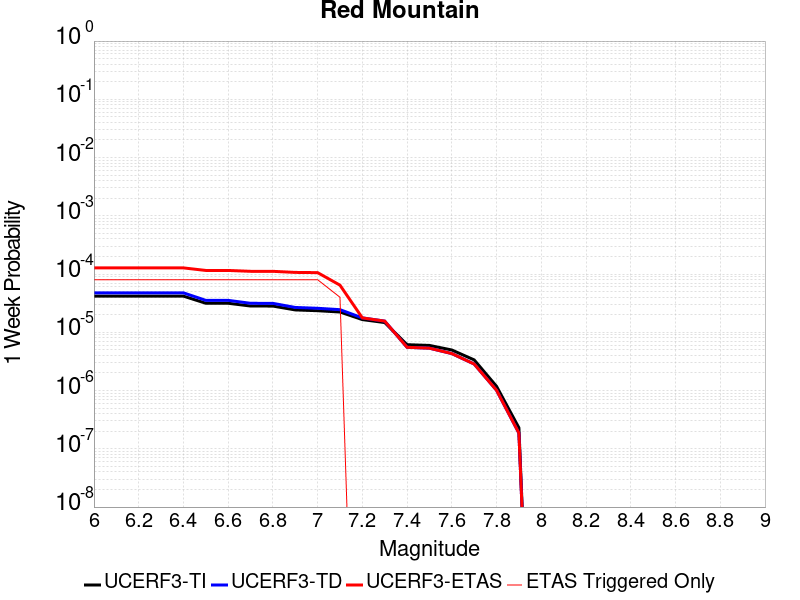 Red Mountain
10^0
10^-1
10^-2
10^-3
10^-4
10^-5
10^-6
10^-7
10^-8
1 Week Probability
6 6.2 6.4 6.6 6.8 7 7.2 7.4 7.6 7.8 8 8.2 8.4 8.6 8.8 9
Magnitude
UCERF3-TI UCERF3-TD UCERF3-ETAS ETAS Triggered Only